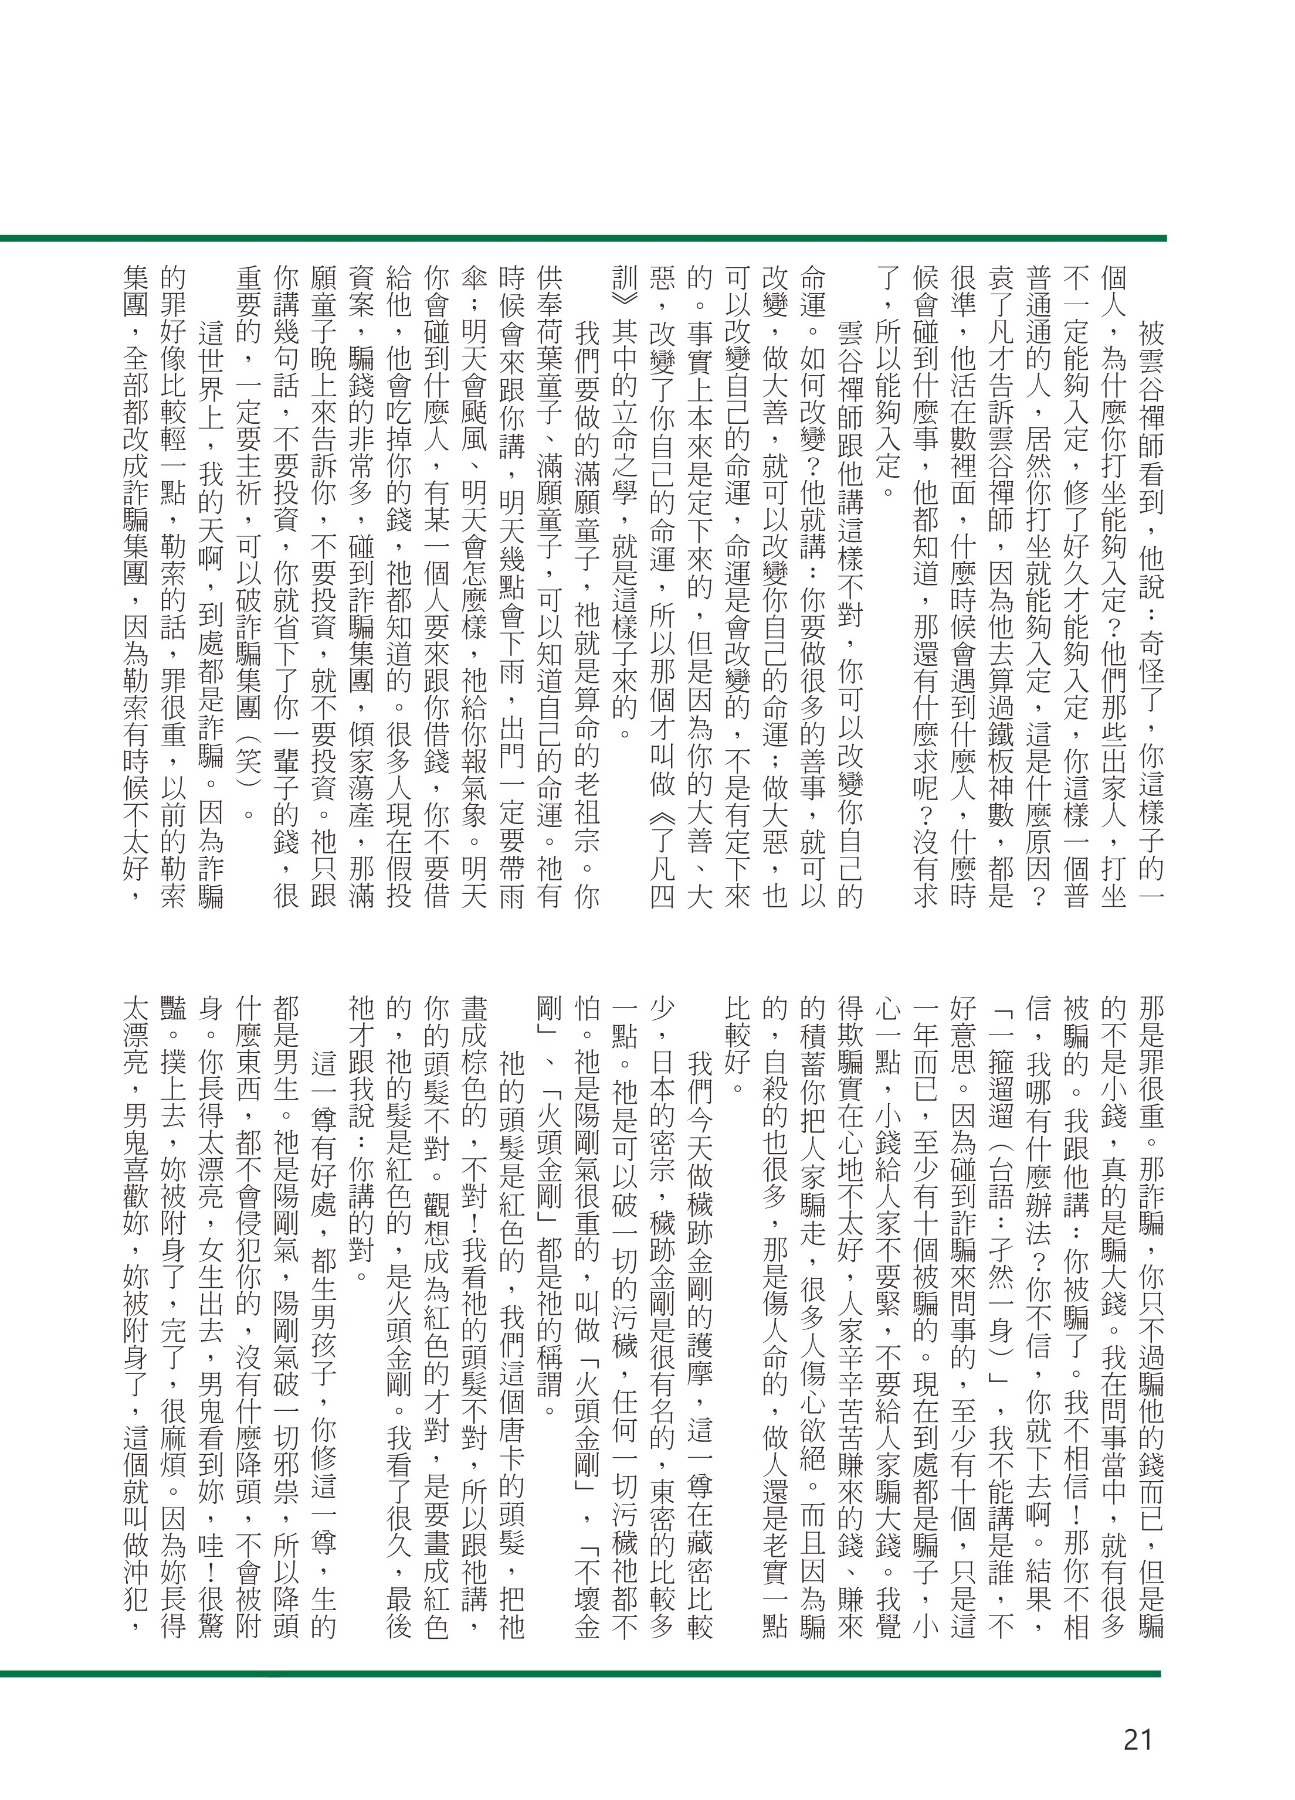 被雲谷禪師看到，他說：奇怪了，你這樣子的一
個人，為什麼你打坐能夠入定？他們那些出家人，打坐
不一定能夠入定，修了好久才能夠入定，你這樣一個普
普通通的人，居然你打坐就能夠入定，這是什麼原因？
袁了凡才告訴雲谷禪師，因為他去算過鐵板神數，都是
很準，他活在數裡面，什麼時候會遇到什麼人，什麼時
候會碰到什麼事，他都知道，那還有什麼求呢？沒有求
了，所以能夠入定。
雲谷禪師跟他講這樣不對，你可以改變你自己的
命運。如何改變？他就講：你要做很多的善事，就可以
改變，做大善，就可以改變你自己的命運；做大惡，也
可以改變自己的命運，命運是會改變的，不是有定下來
的。事實上本來是定下來的，但是因為你的大善、大
惡，改變了你自己的命運，所以那個才叫做《了凡四
訓》其中的立命之學，就是這樣子來的。
我們要做的滿願童子，祂就是算命的老祖宗。你
供奉荷葉童子、滿願童子，可以知道自己的命運。祂有
時候會來跟你講，明天幾點會下雨，出門一定要帶雨
傘；明天會颳風、明天會怎麼樣，祂給你報氣象。明天
你會碰到什麼人，有某一個人要來跟你借錢，你不要借
給他，他會吃掉你的錢，祂都知道的。很多人現在假投
資案，騙錢的非常多，碰到詐騙集團，傾家蕩產，那滿
願童子晚上來告訴你，不要投資，就不要投資。祂只跟
你講幾句話，不要投資，你就省下了你一輩子的錢，很
重要的，一定要主祈，可以破詐騙集團（笑）。
這世界上，我的天啊，到處都是詐騙。因為詐騙
的罪好像比較輕一點，勒索的話，罪很重，以前的勒索
集團，全部都改成詐騙集團，因為勒索有時候不太好，
那是罪很重。那詐騙，你只不過騙他的錢而已，但是騙
的不是小錢，真的是騙大錢。我在問事當中，就有很多
被騙的。我跟他講：你被騙了。我不相信！那你不相
信，我哪有什麼辦法？你不信，你就下去啊。結果，
「一箍遛遛（台語：孑然一身）」，我不能講是誰，不
好意思。因為碰到詐騙來問事的，至少有十個，只是這
一年而已，至少有十個被騙的。現在到處都是騙子，小
心一點，小錢給人家不要緊，不要給人家騙大錢。我覺
得欺騙實在心地不太好，人家辛辛苦苦賺來的錢、賺來
的積蓄你把人家騙走，很多人傷心欲絕。而且因為騙
的，自殺的也很多，那是傷人命的，做人還是老實一點
比較好。
我們今天做穢跡金剛的護摩，這一尊在藏密比較
少，日本的密宗，穢跡金剛是很有名的，東密的比較多
一點。祂是可以破一切的污穢，任何一切污穢祂都不
怕。祂是陽剛氣很重的，叫做「火頭金剛」，「不壞金
剛」、「火頭金剛」都是祂的稱謂。
祂的頭髮是紅色的，我們這個唐卡的頭髮，把祂
畫成棕色的，不對！我看祂的頭髮不對，所以跟祂講，
你的頭髮不對。觀想成為紅色的才對，是要畫成紅色
的，祂的髮是紅色的，是火頭金剛。我看了很久，最後
祂才跟我說：你講的對。
這一尊有好處，都生男孩子，你修這一尊，生的
都是男生。祂是陽剛氣，陽剛氣破一切邪祟，所以降頭
什麼東西，都不會侵犯你的，沒有什麼降頭，不會被附
身。你長得太漂亮，女生出去，男鬼看到妳，哇！很驚
豔。撲上去，妳被附身了，完了，很麻煩。因為妳長得
太漂亮，男鬼喜歡妳，妳被附身了，這個就叫做沖犯，
21